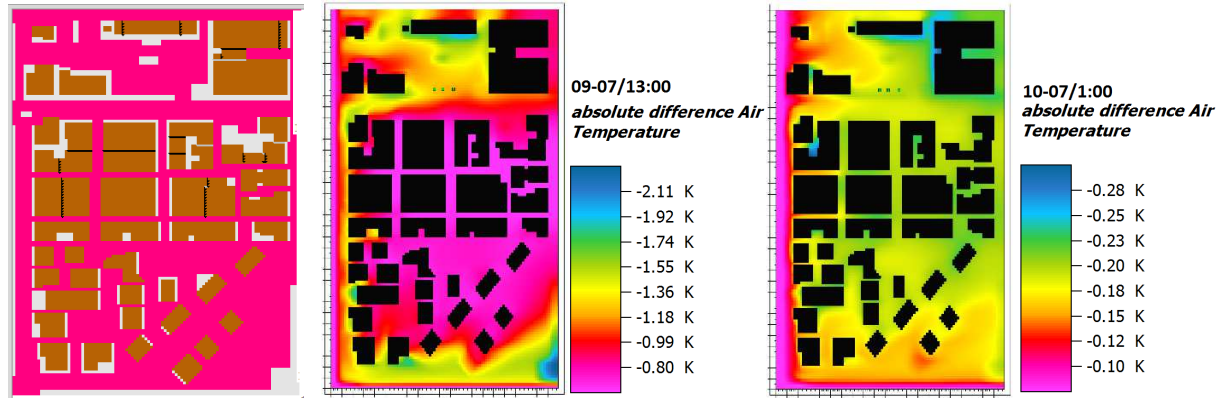 09-07/13:00
absolute difference Air
Temperature
-2.11 K
-1.92 K
-1.74 K
-1.55 K
-1.36 K
-1.18 K
-0.99 K
-0.80 K
10-07/1:00
absolute difference Air
Temperature
-0.28 K
-0.25 K
-0.23 K
-0.20 K
-0.18 K
-0.15 K
-0.12 K
-0.10 K